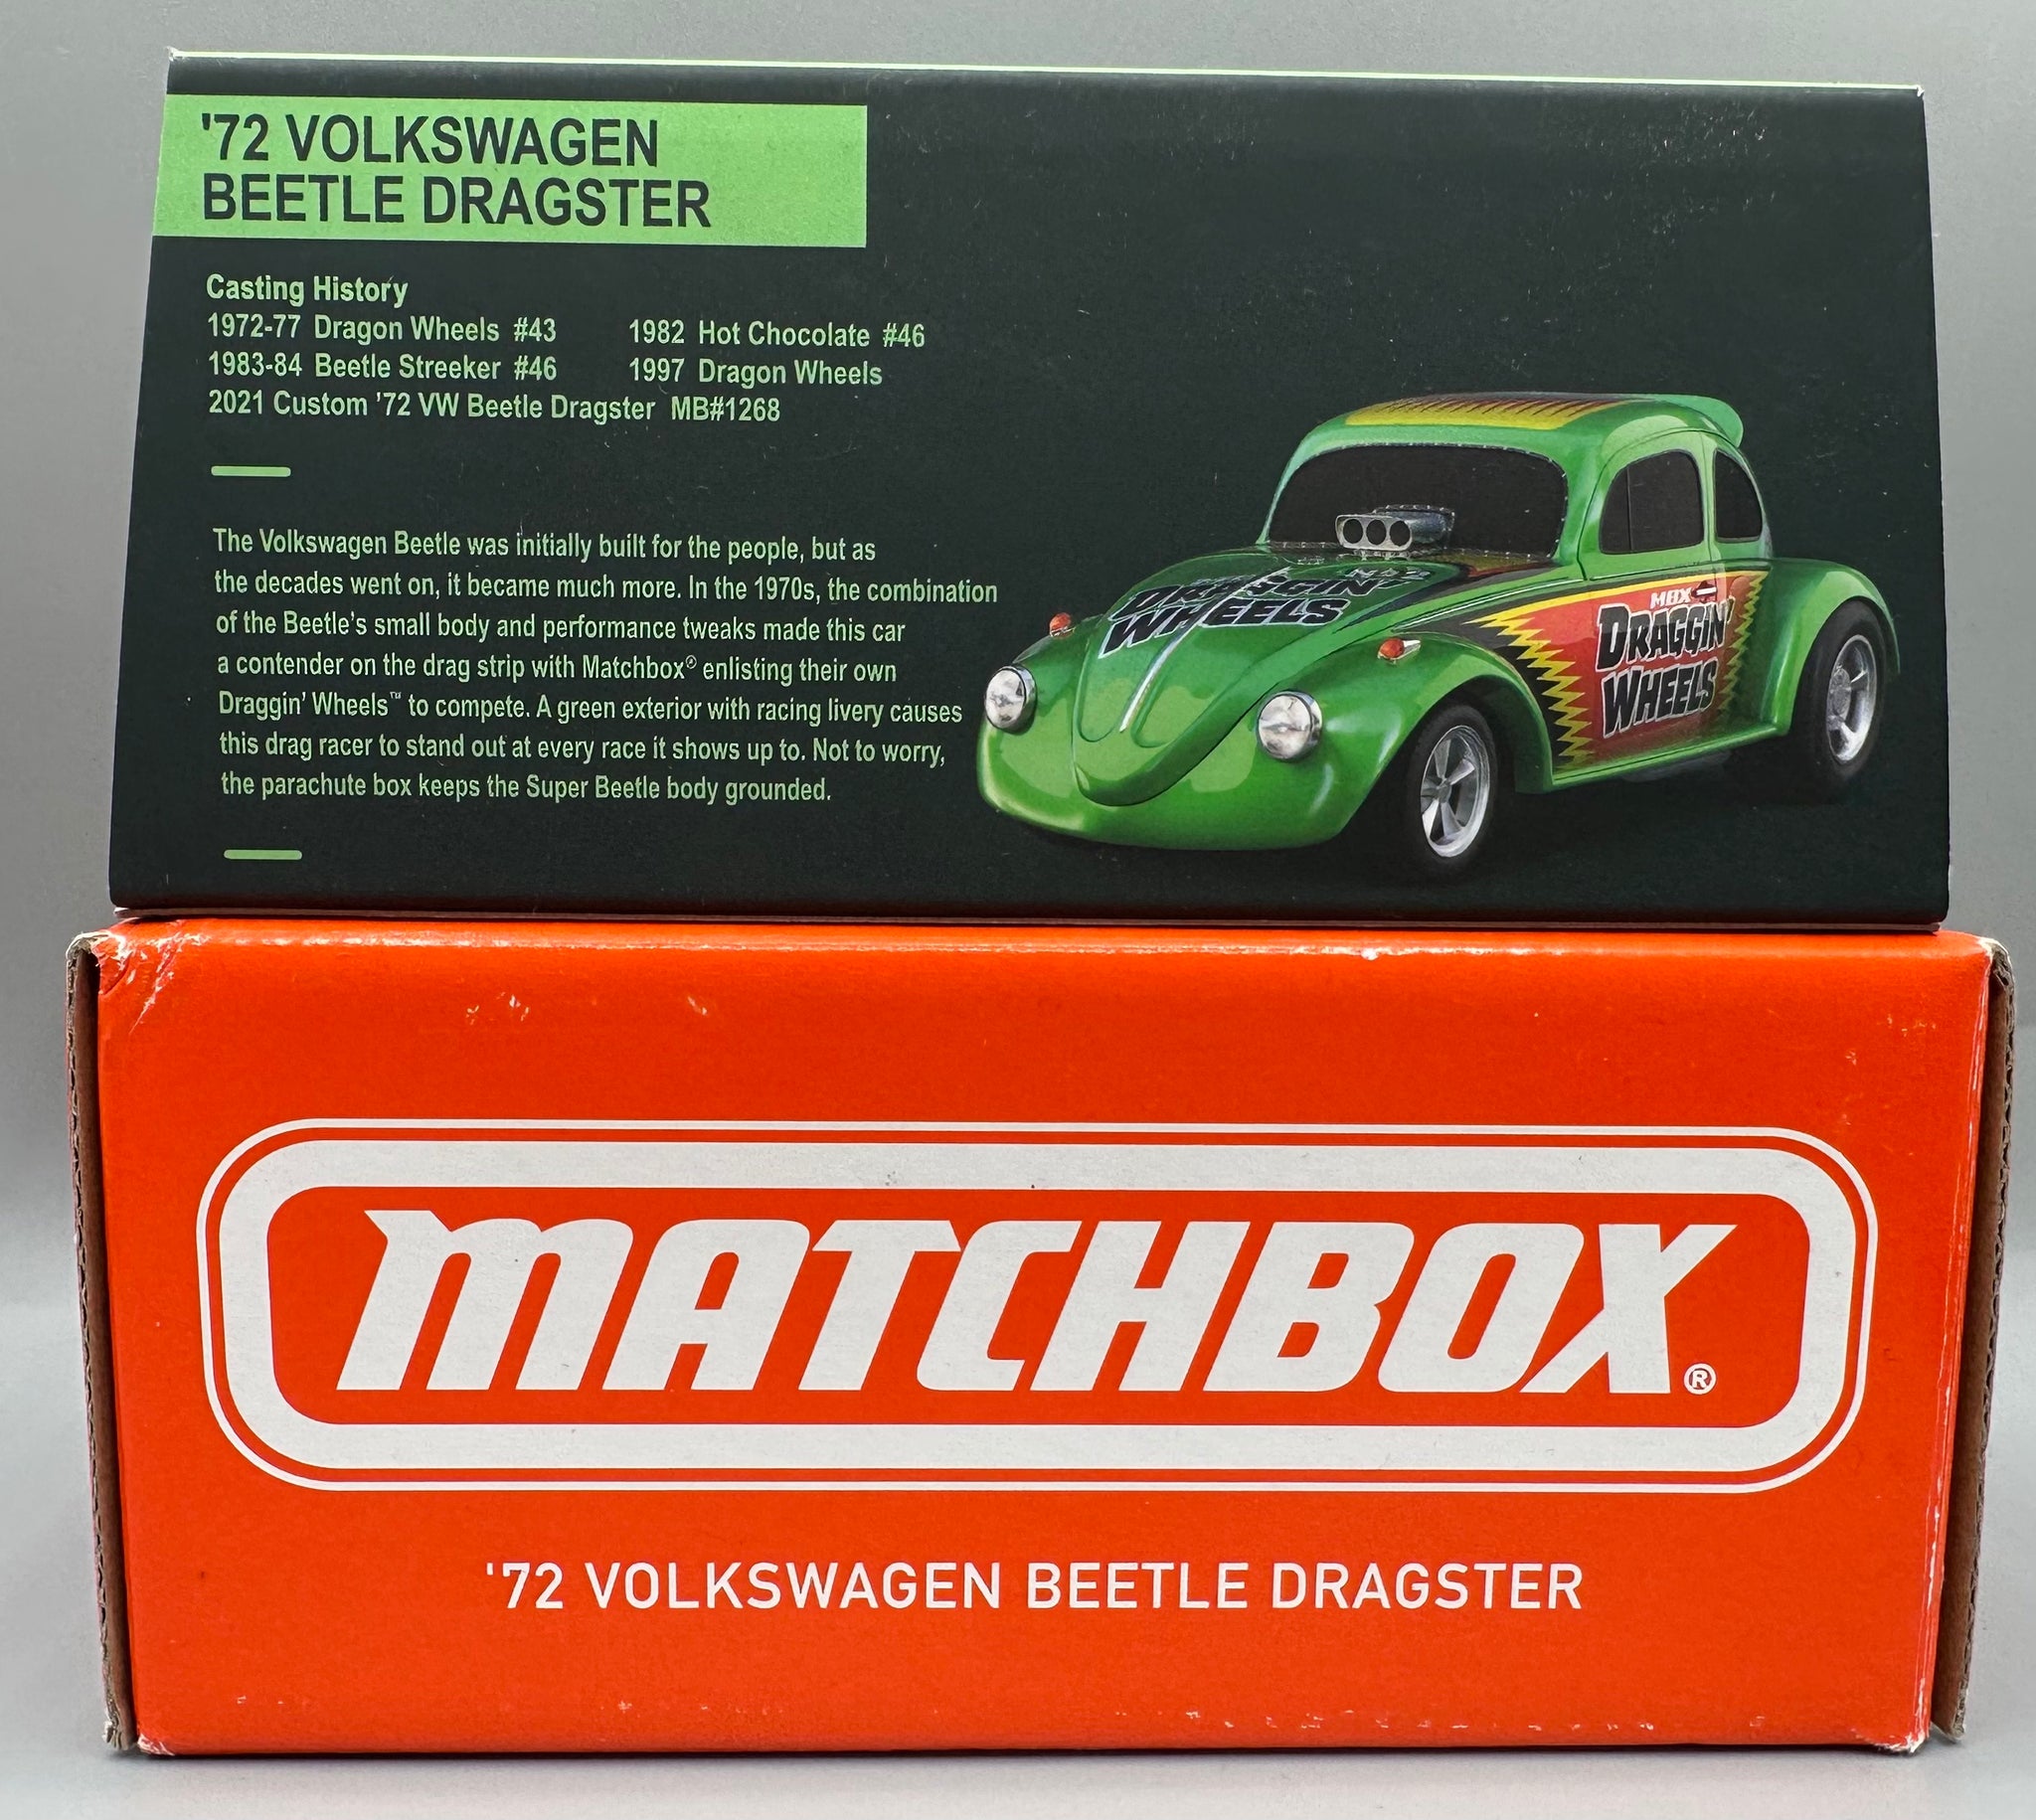 '72 VOLKSWAGEN
BEETLE DRAGSTER
Casting History
1972-77 Dragon Wheels #43 1982 Hot Chocolate #46
1983-84 Beetle Streeker #46 1997 Dragon Wheels
2021 Custom '72 VW Beetle Dragster MB#1268
The Volkswagen Beetle was initially built for the people, but as
the decades went on, it became much more. In the 1970s, the combination
of the Beetle's small body and performance tweaks made this car
a contender on the drag strip with Matchbox® enlisting their own
Draggin' Wheels™ to compete. A green exterior with racing livery causes
this drag racer to stand out at every race it shows up to. Not to worry,
the parachute box keeps the Super Beetle body grounded.
DRAGGIN'
WHEELS
MBX
DRAGGIN'
WHEELS
MATCHBOX®
'72 VOLKSWAGEN BEETLE DRAGSTER